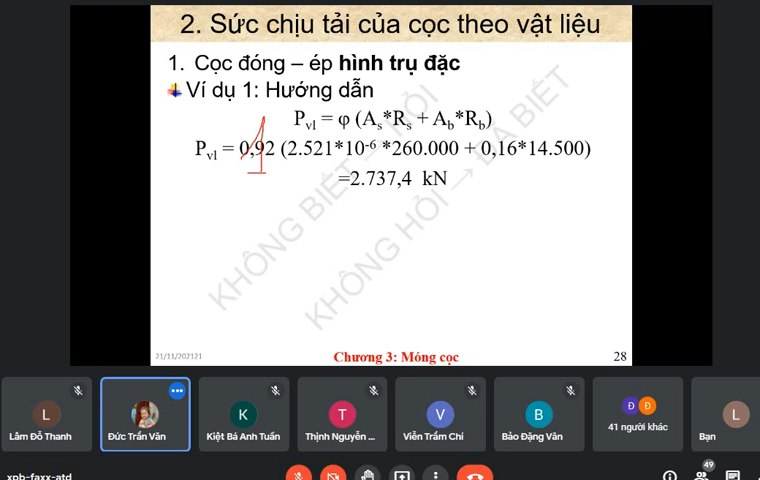 2. Sức chịu tải của cọc theo vật liệu
1. Cọc đóng – ép hình trụ đặc
Ví dụ 1: Hướng dẫn
Pvl = φ (As*Rs + Ab*Rb)
1
Pvl = 0,92 (2.521*10-6 *260.000 + 0,16*14.500)
=2.737,4 kN
KHÔNG BIẾT → HỎI
KHÔNG HỎI → ĐÃ BIẾT
21/11/202121
Chương 3: Móng cọc
28
L
K
T
V
B
Đ Đ
L
Lâm Đỗ Thanh
Đức Trần Văn
Kiệt Bá Anh Tuấn
Thịnh Nguyễn ...
Viễn Trầm Chí
Bảo Đặng Văn
41 người khác
Bạn
xpb-faxx-atd
49